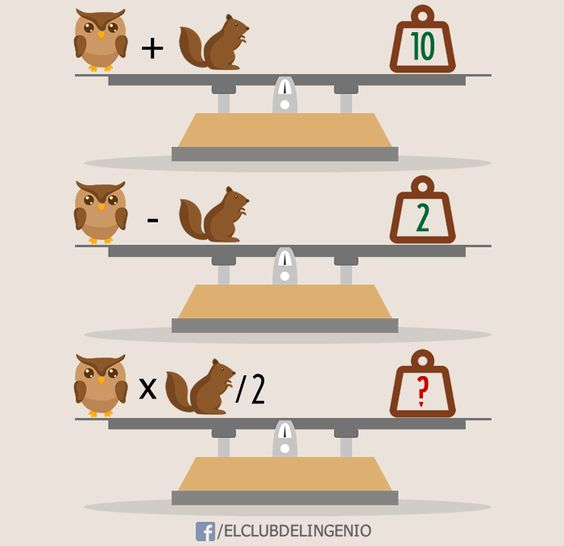 + 10
- 2
x / 2 ?
f/ELCLUBDELINGENIO